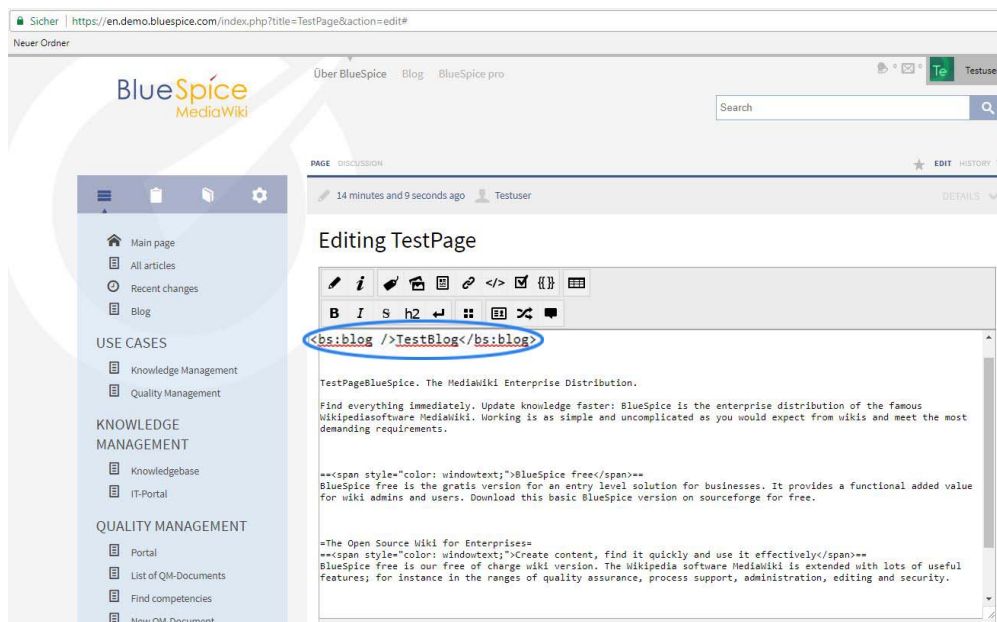 Sicher | https://en.demo.bluespice.com/index.php?title=TestPage&action=edit#
Neuer Ordner
Über BlueSpice Blog BlueSpice pro
Te Testuse
BlueSpice
MediaWiki
Search
PAGE DISCUSSION EDIT HISTORY
14 minutes and 9 seconds ago Testuser DETAILS
Editing TestPage
Main page
All articles
Recent changes
Blog
USE CASES
Knowledge Management
Quality Management
KNOWLEDGE
MANAGEMENT
Knowledgebase
IT-Portal
QUALITY MANAGEMENT
Portal
List of QM-Documents
Find competencies
New QM-Document
i </> {{}}
B I S h2
<bs:blog />TestBlog</bs:blog>
TestPageBlueSpice. The MediaWiki Enterprise Distribution.
Find everything immediately. Update knowledge faster: BlueSpice is the enterprise distribution of the famous
Wikipediasoftware MediaWiki. Working is as simple and uncomplicated as you would expect from wikis and meet the most
demanding requirements.
==<span style="color: windowtext;">BlueSpice free</span>==
BlueSpice free is the gratis version for an entry level solution for businesses. It provides a functional added value
for wiki admins and users. Download this basic BlueSpice version on sourceforge for free.
=The Open Source Wiki for Enterprises=
==<span style="color: windowtext;">Create content, find it quickly and use it effectively</span>==
BlueSpice free is our free of charge wiki version. The Wikipedia software MediaWiki is extended with lots of useful
features; for instance in the ranges of quality assurance, process support, administration, editing and security.